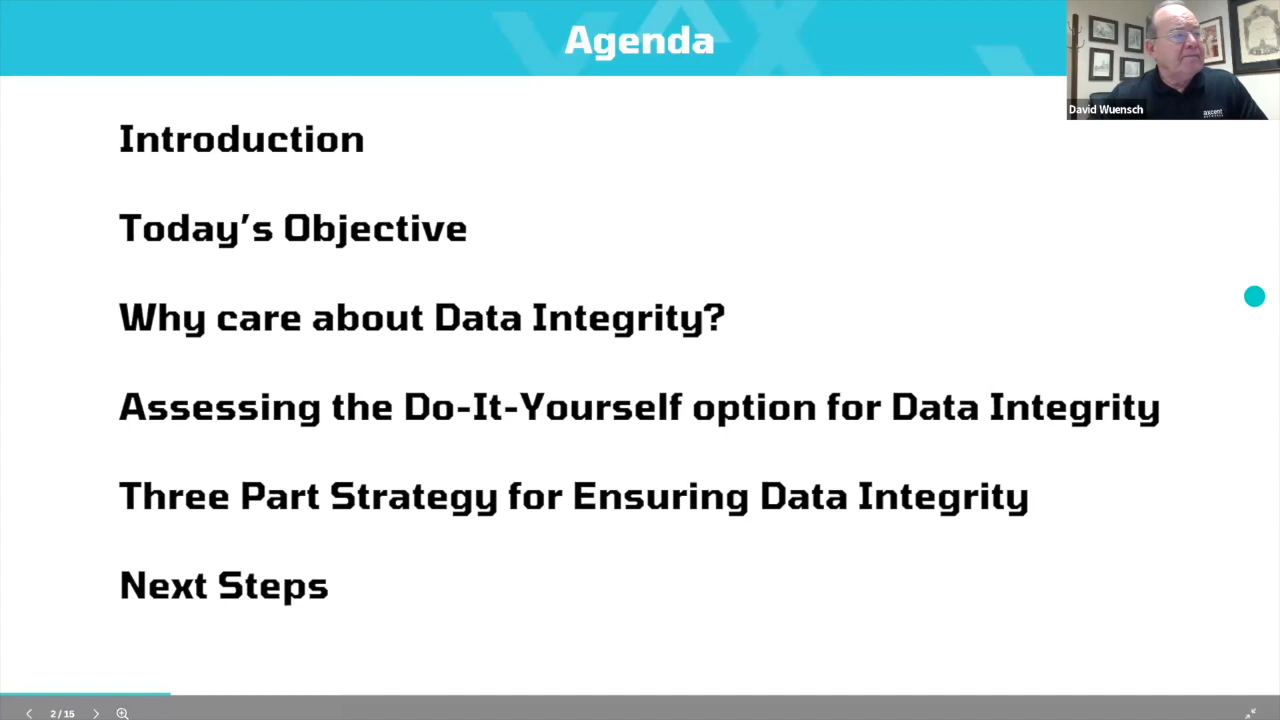 Agenda
David Wuensch
axcent
Introduction
Today's Objective
Why care about Data Integrity?
Assessing the Do-It-Yourself option for Data Integrity
Three Part Strategy for Ensuring Data Integrity
Next Steps
2 / 15